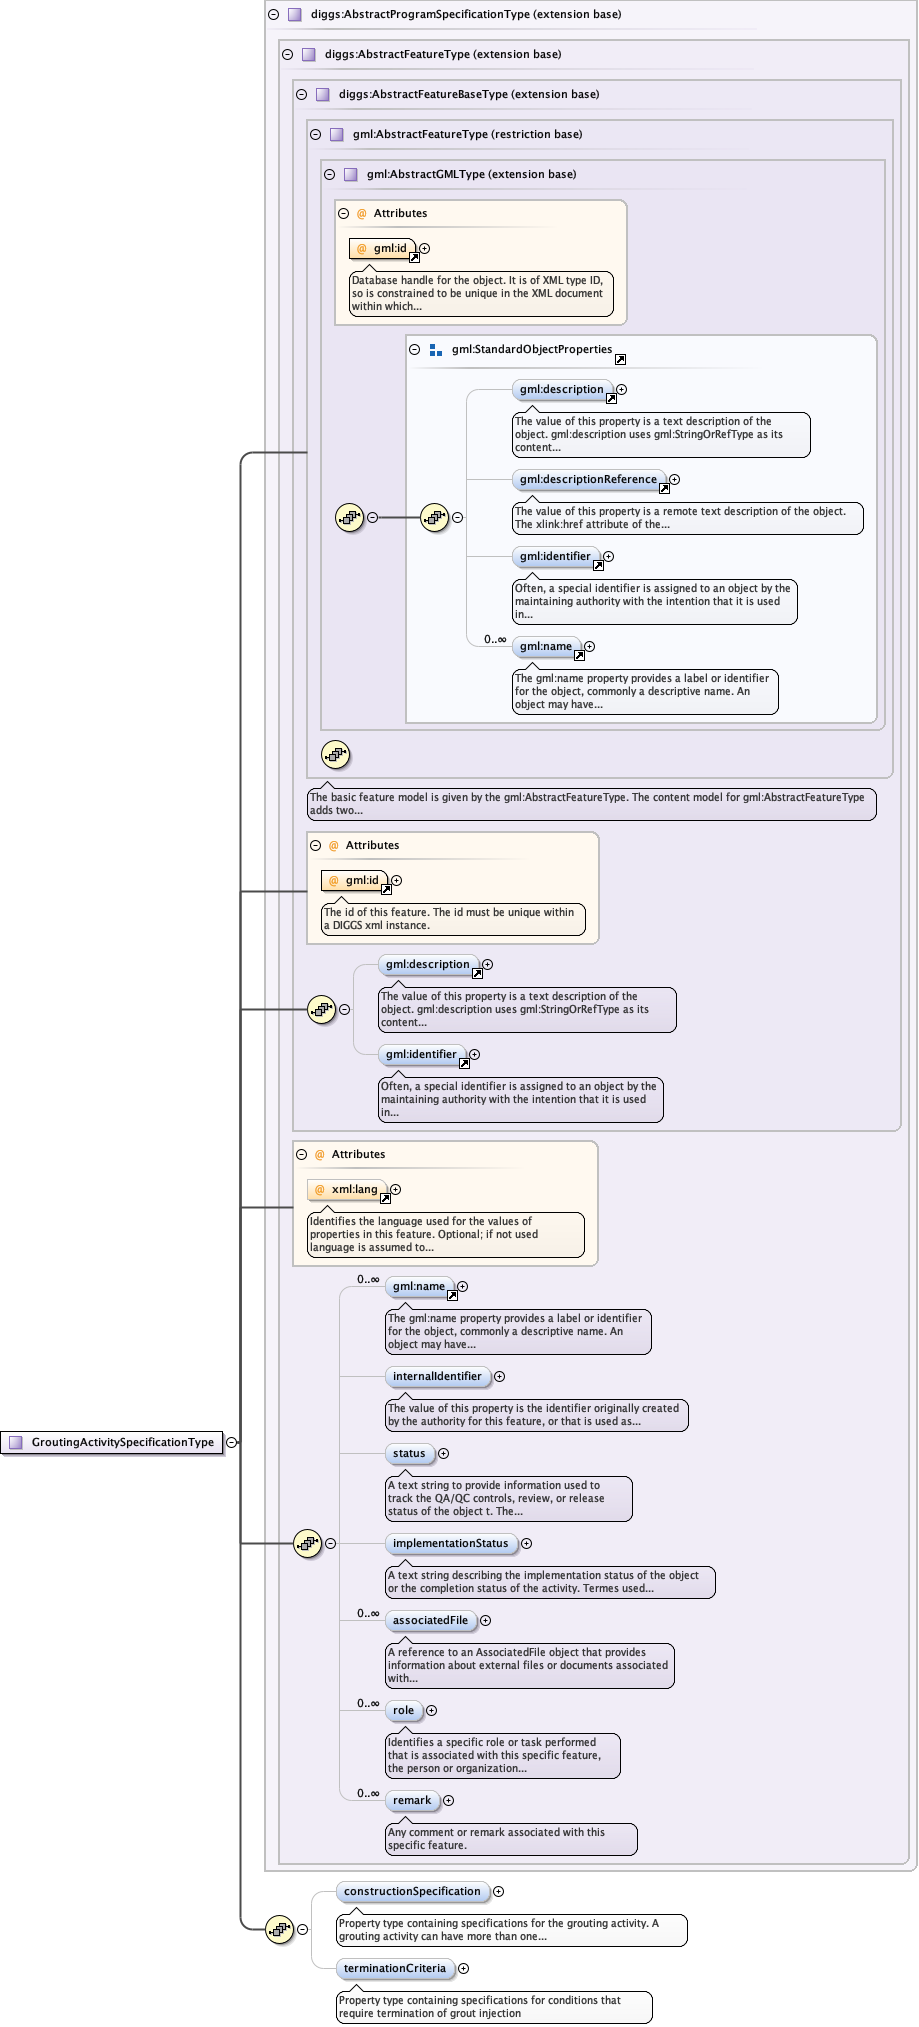 diggs:AbstractProgramSpecificationType (extension base)
diggs:AbstractFeatureType (extension base)
diggs:AbstractFeatureBaseType (extension base)
gml:AbstractFeatureType (restriction base)
gml:AbstractGMLType (extension base)
@ Attributes
@ gml:id
Database handle for the object. It is of XML type ID,
so is constrained to be unique in the XML document
within which...
gml:StandardObjectProperties
gml:description
The value of this property is a text description of the
object. gml:description uses gml:StringOrRefType as its
content...
gml:descriptionReference
The value of this property is a remote text description of the object.
The xlink:href attribute of the...
gml:identifier
Often, a special identifier is assigned to an object by the
maintaining authority with the intention that it is used
in...
0..∞
gml:name
The gml:name property provides a label or identifier
for the object, commonly a descriptive name. An
object may have...
The basic feature model is given by the gml:AbstractFeatureType. The content model for gml:AbstractFeatureType
adds two...
@ Attributes
@ gml:id
The id of this feature. The id must be unique within
a DIGGS xml instance.
gml:description
The value of this property is a text description of the
object. gml:description uses gml:StringOrRefType as its
content...
gml:identifier
Often, a special identifier is assigned to an object by the
maintaining authority with the intention that it is used
in...
@ Attributes
@ xml:lang
Identifies the language used for the values of
properties in this feature. Optional; if not used
language is assumed to...
0..∞
gml:name
The gml:name property provides a label or identifier
for the object, commonly a descriptive name. An
object may have...
internalIdentifier
The value of this property is the identifier originally created
by the authority for this feature, or that is used as...
GroutingActivitySpecificationType
status
A text string to provide information used to
track the QA/QC controls, review, or release
status of the object t. The...
implementationStatus
A text string describing the implementation status of the object
or the completion status of the activity. Termes used...
0..∞
associatedFile
A reference to an AssociatedFile object that provides
information about external files or documents associated
with...
0..∞
role
Identifies a specific role or task performed
that is associated with this specific feature,
the person or organization...
0..∞
remark
Any comment or remark associated with this
specific feature.
constructionSpecification
Property type containing specifications for the grouting activity. A
grouting activity can have more than one...
terminationCriteria
Property type containing specifications for conditions that
require termination of grout injection